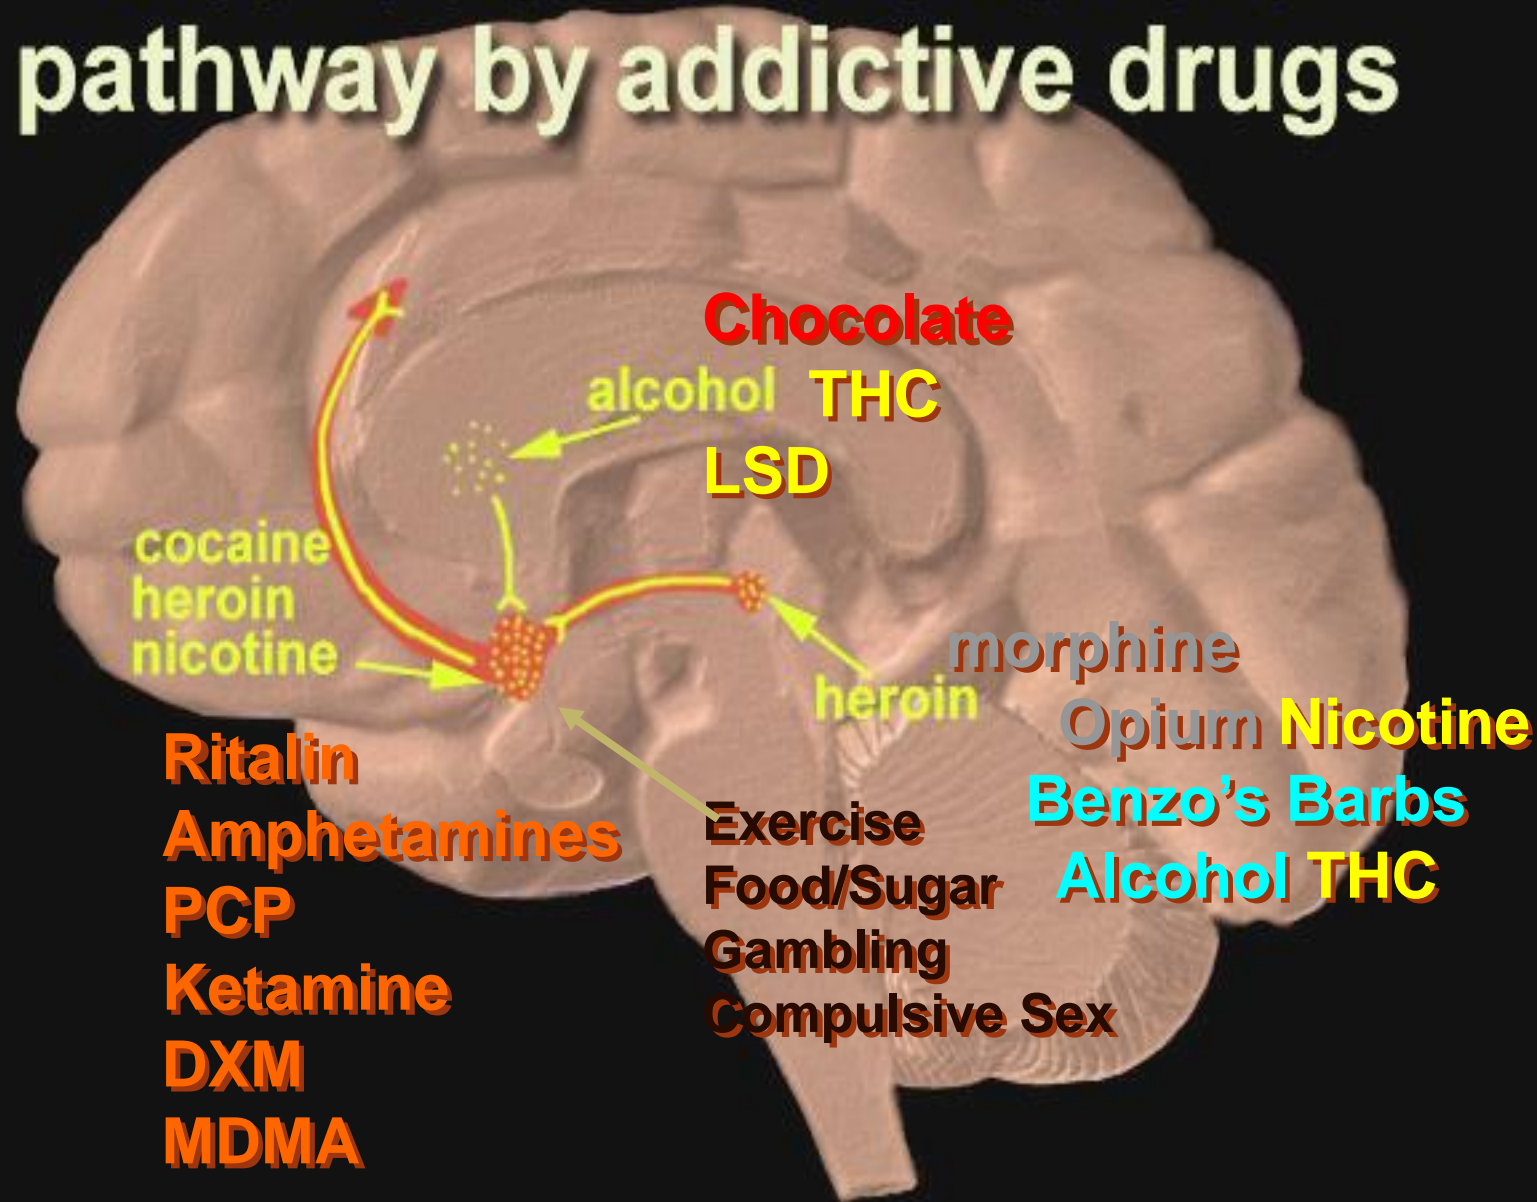 pathway by addictive drugs
Chocolate
alcohol THC
LSD
cocaine
heroin
nicotine
heroin
morphine
Opium Nicotine
Benzo’s Barbs
Alcohol THC
Ritalin
Amphetamines
PCP
Ketamine
DXM
MDMA
Exercise
Food/Sugar
Gambling
Compulsive Sex